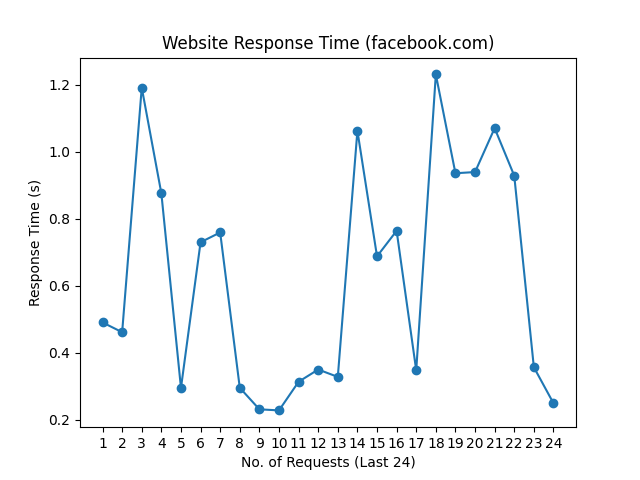 Website Response Time (facebook.com)
1.2
1.0
0.8
0.6
0.4
0.2
Response Time (s)
1 2 3 4 5 6 7 8 9 10 11 12 13 14 15 16 17 18 19 20 21 22 23 24
No. of Requests (Last 24)